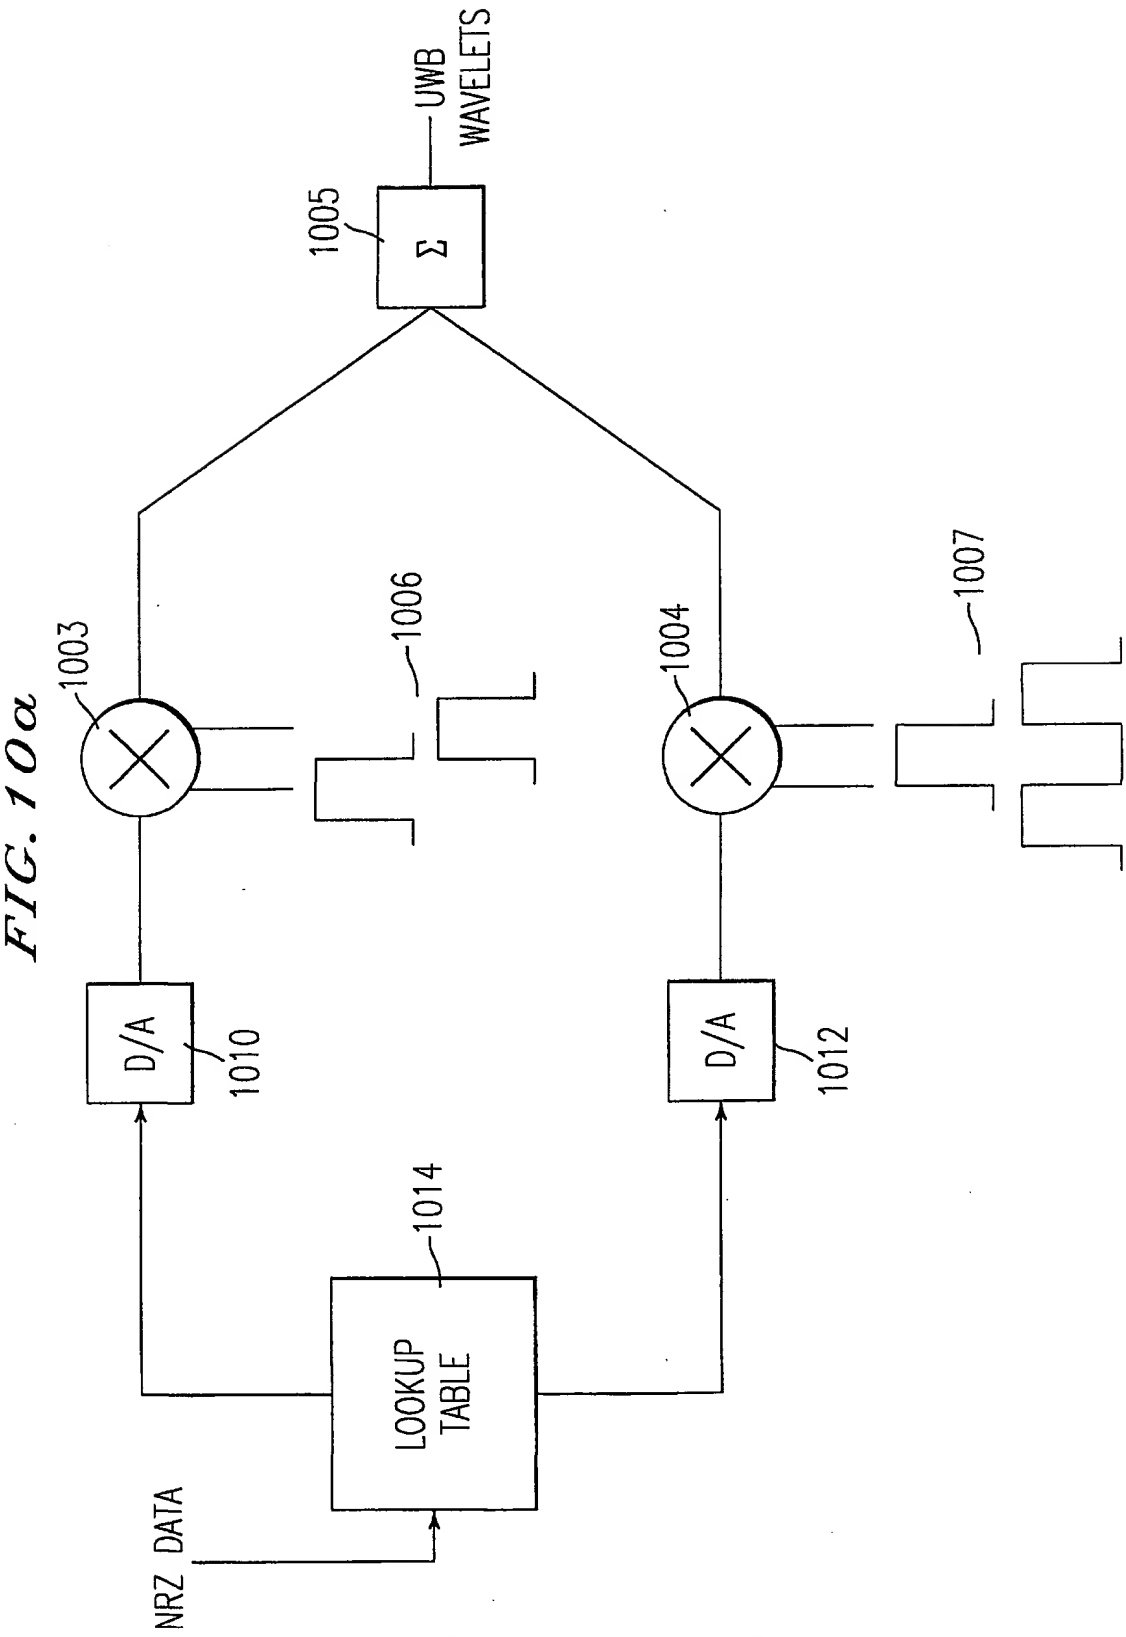 FIG. 10a
NRZ DATA
LOOKUP
TABLE
1014
D/A
1010
D/A
1012
1003
1006
1004
1007
1005
Σ
UWB
WAVELETS